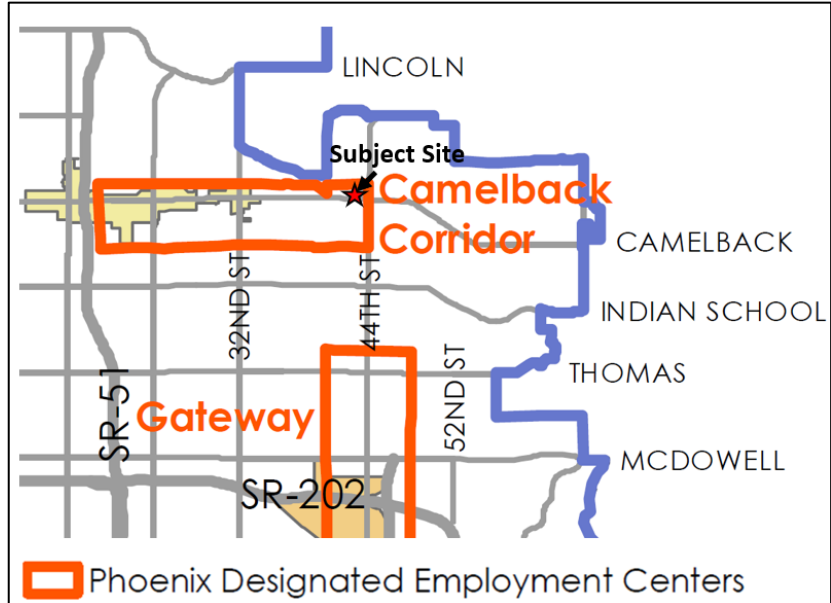 LINCOLN
Subject Site
Camelback
Corridor
CAMELBACK
32ND ST
44TH ST
INDIAN SCHOOL
52ND ST
THOMAS
SR-51
Gateway
MCDOWELL
SR-202
Phoenix Designated Employment Centers